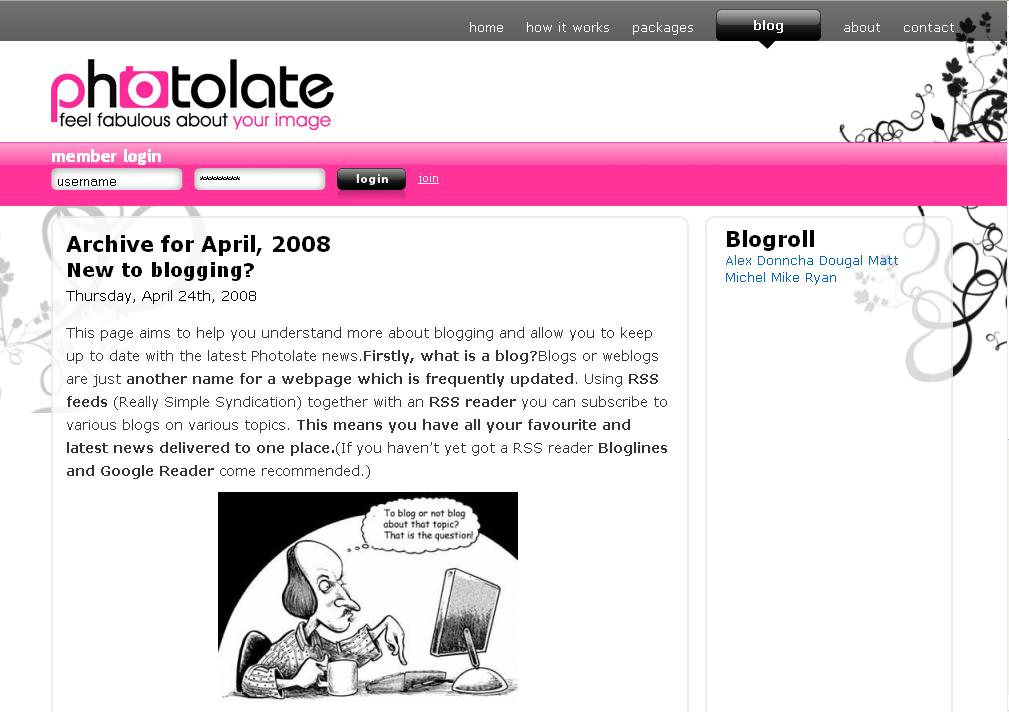 home how it works packages blog about contact
photolate
feel fabulous about your image
member login
username ********* login join
Archive for April, 2008
New to blogging?
Thursday, April 24th, 2008
This page aims to help you understand more about blogging and allow you to keep
up to date with the latest Photolate news.Firstly, what is a blog?Blogs or weblogs
are just another name for a webpage which is frequently updated. Using RSS
feeds (Really Simple Syndication) together with an RSS reader you can subscribe to
various blogs on various topics. This means you have all your favourite and
latest news delivered to one place.(If you haven’t yet got a RSS reader Bloglines
and Google Reader come recommended.)
To blog or not blog
about that topic?
That is the question!
Blogroll
Alex Donncha Dougal Matt
Michel Mike Ryan